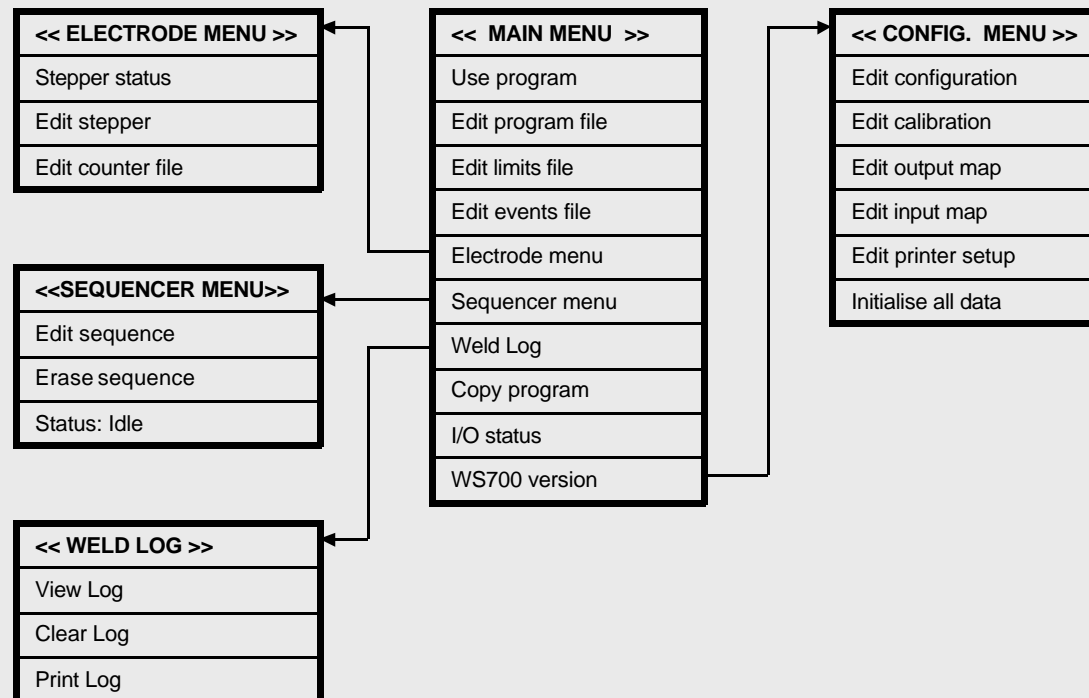 << ELECTRODE MENU >>
Stepper status
Edit stepper
Edit counter file
<<SEQUENCER MENU>>
Edit sequence
Erase sequence
Status: Idle
<< WELD LOG >>
View Log
Clear Log
Print Log
<< MAIN MENU >>
Use program
Edit program file
Edit limits file
Edit events file
Electrode menu
Sequencer menu
Weld Log
Copy program
I/O status
WS700 version
<< CONFIG. MENU >>
Edit configuration
Edit calibration
Edit output map
Edit input map
Edit printer setup
Initialise all data